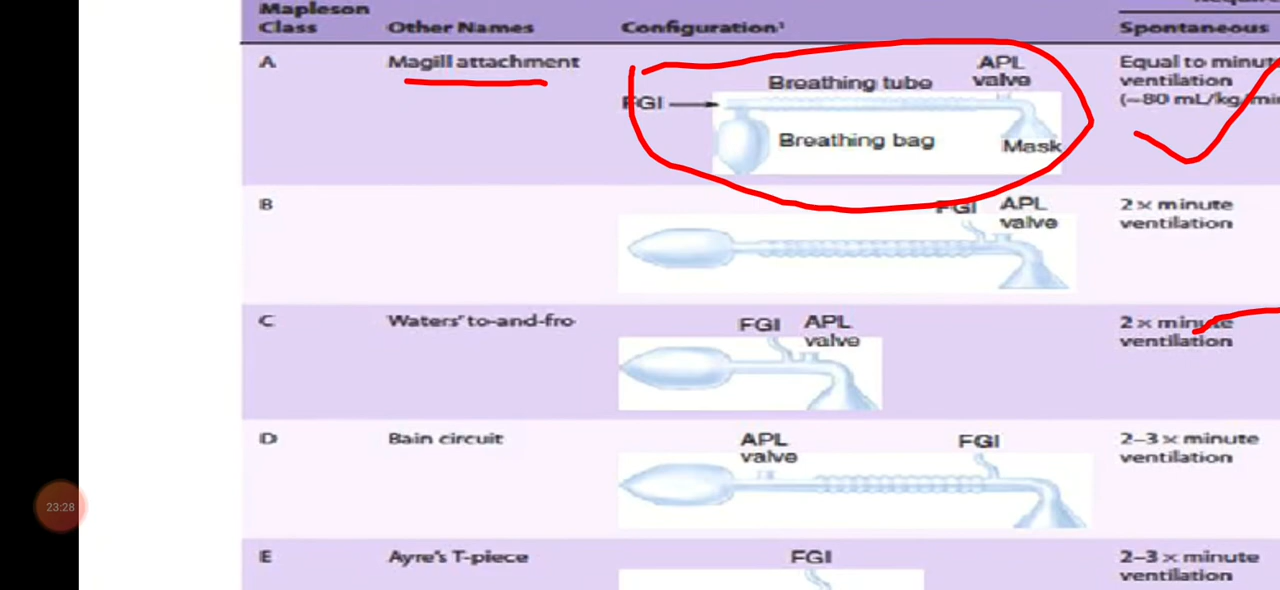 Mapleson
Class
Other Names
Configuration¹
Spontaneous
A
Magill attachment
FGI
Breathing tube
APL
valve
Breathing bag
Mask
Equal to minute
ventilation
(~80 mL/kg/min
B
FGI
APL
valve
2 × minute
ventilation
C
Waters' to-and-fro
FGI
APL
valve
2 × minute
ventilation
D
Bain circuit
APL
valve
FGI
2–3 × minute
ventilation
E
Ayre's T-piece
FGI
2–3 × minute
ventilation
23:28